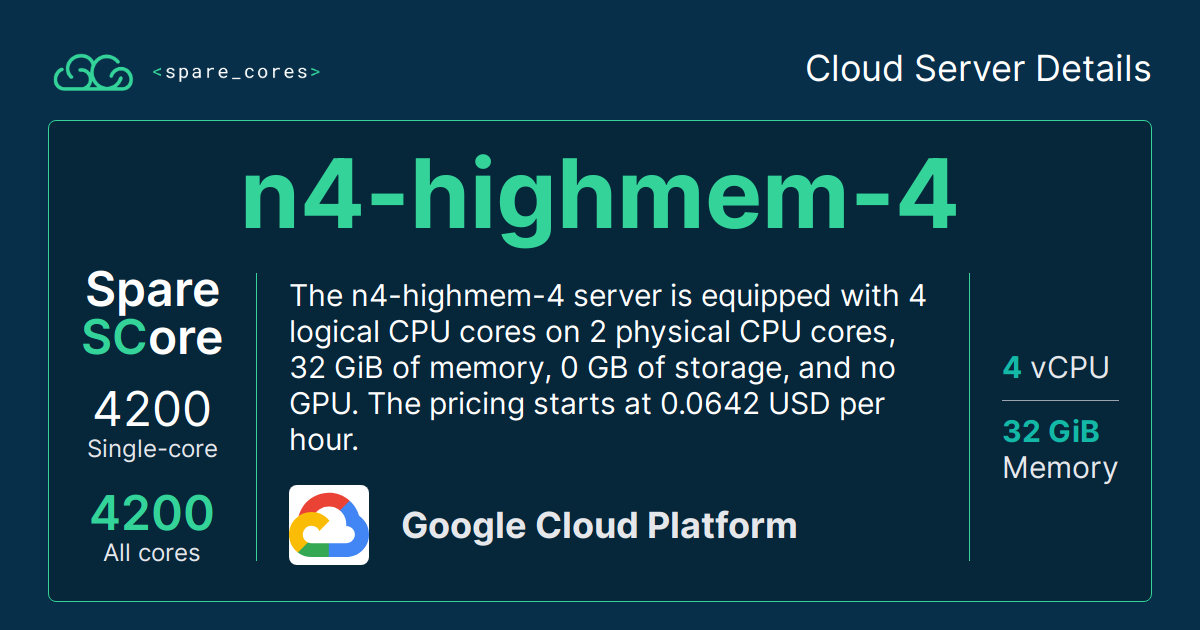 <spare_cores>
Cloud Server Details
n4-highmem-4
Spare
SCore
4200
Single-core
4200
All cores
The n4-highmem-4 server is equipped with 4
logical CPU cores on 2 physical CPU cores,
32 GiB of memory, 0 GB of storage, and no
GPU. The pricing starts at 0.0642 USD per
hour.
Google Cloud Platform
4 vCPU
32 GiB
Memory